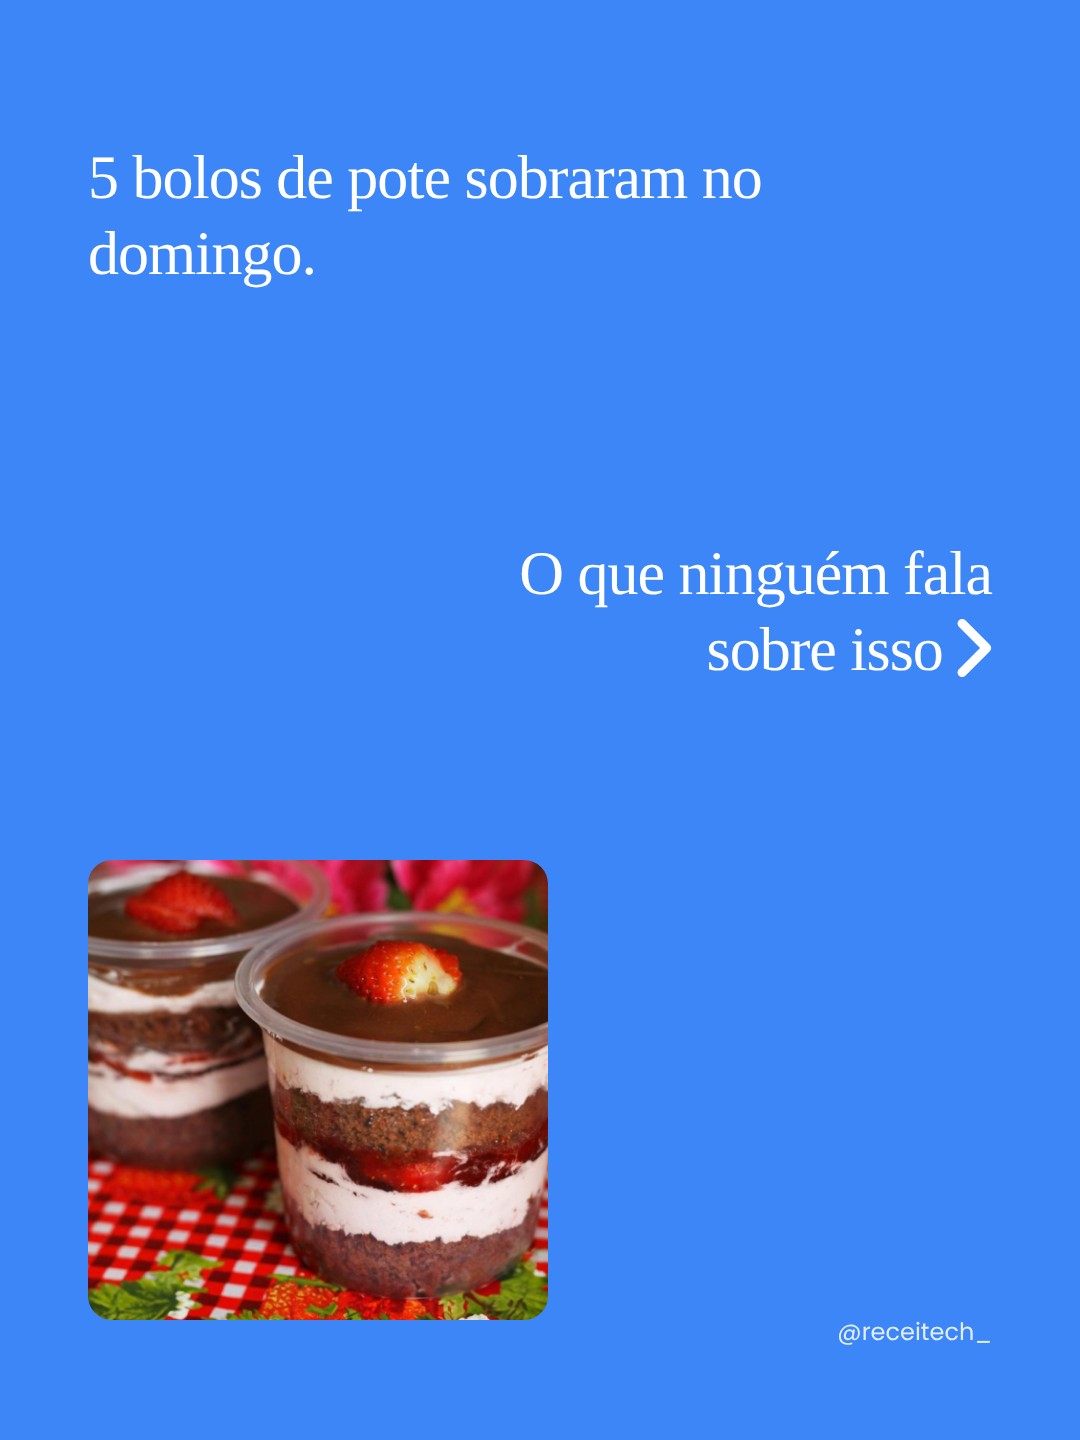 5 bolos de pote sobraram no
domingo.
O que ninguém fala
sobre isso
@receitech_